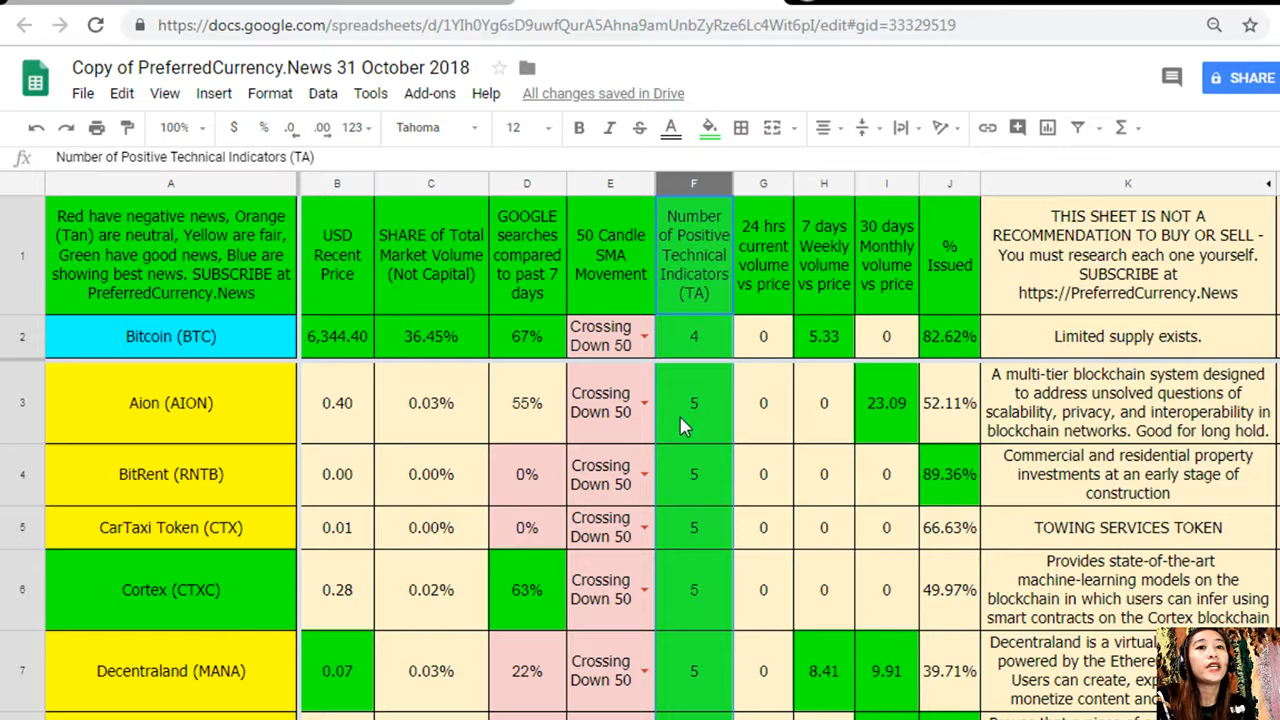 https://docs.google.com/spreadsheets/d/1YIh0Yg6sD9uwfQurA5Ahna9amUnbZyRze6Lc4Wit6pI/edit#gid=33329519
Copy of PreferredCurrency.News 31 October 2018
File Edit View Insert Format Data Tools Add-ons Help All changes saved in Drive
SHARE
100% $ % .0 .00 123 Tahoma 12 B I S A Σ
fx Number of Positive Technical Indicators (TA)
A B C D E F G H I J K
1
Red have negative news, Orange
(Tan) are neutral, Yellow are fair,
Green have good news, Blue are
showing best news. SUBSCRIBE at
PreferredCurrency.News
USD
Recent
Price
SHARE of Total
Market Volume
(Not Capital)
GOOGLE
searches
compared
to past 7
days
50 Candle
SMA
Movement
Number
of Positive
Technical
Indicators
(TA)
24 hrs
current
volume
vs price
7 days
Weekly
volume
vs price
30 days
Monthly
volume
vs price
%
Issued
THIS SHEET IS NOT A
RECOMMENDATION TO BUY OR SELL -
You must research each one yourself.
SUBSCRIBE at
https://PreferredCurrency.News
2
Bitcoin (BTC)
6,344.40
36.45%
67%
Crossing
Down 50
4
0
5.33
0
82.62%
Limited supply exists.
3
Aion (AION)
0.40
0.03%
55%
Crossing
Down 50
5
0
0
23.09
52.11%
A multi-tier blockchain system designed
to address unsolved questions of
scalability, privacy, and interoperability in
blockchain networks. Good for long hold.
4
BitRent (RNTB)
0.00
0.00%
0%
Crossing
Down 50
5
0
0
0
89.36%
Commercial and residential property
investments at an early stage of
construction
5
CarTaxi Token (CTX)
0.01
0.00%
0%
Crossing
Down 50
5
0
0
0
66.63%
TOWING SERVICES TOKEN
6
Cortex (CTXC)
0.28
0.02%
63%
Crossing
Down 50
5
0
0
0
49.97%
Provides state-of-the-art
machine-learning models on the
blockchain in which users can infer using
smart contracts on the Cortex blockchain
7
Decentraland (MANA)
0.07
0.03%
22%
Crossing
Down 50
5
0
8.41
9.91
39.71%
Decentraland is a virtual
powered by the
Users can create,
monetize content